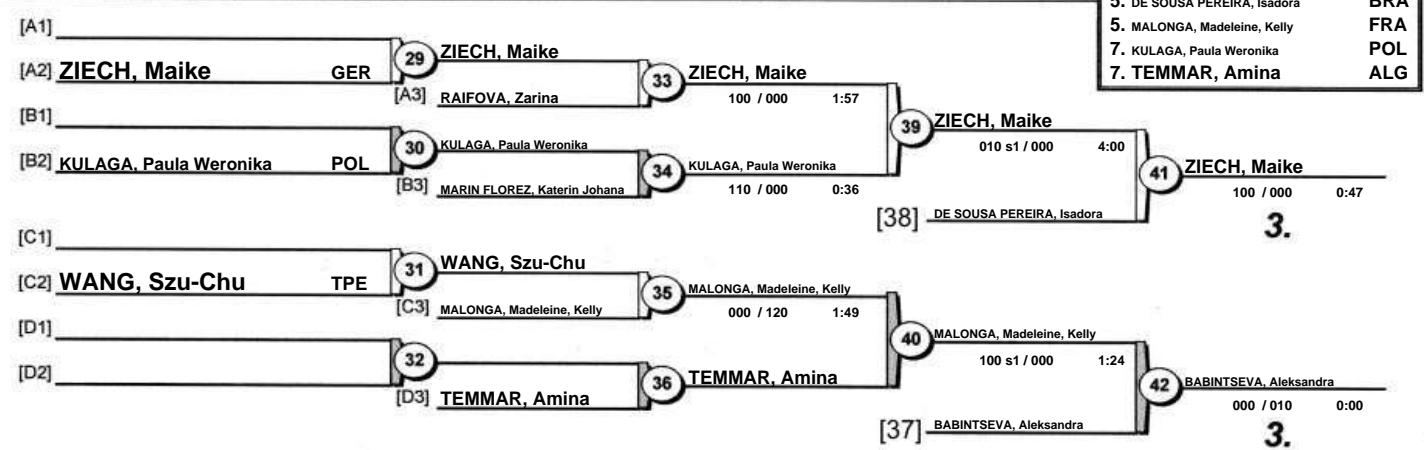 5. DE SOUSA PEREIRA, Isadora BRA
5. MALONGA, Madeleine, Kelly FRA
7. KULAGA, Paula Weronika POL
7. TEMMAR, Amina ALG
[A1]
29 ZIECH, Maike
[A2] ZIECH, Maike GER
33 ZIECH, Maike
[A3] RAIFOVA, Zarina
100 / 000 1:57
[B1]
39 ZIECH, Maike
[B2] KULAGA, Paula Weronika POL
30 KULAGA, Paula Weronika
010 s1 / 000 4:00
34 KULAGA, Paula Weronika
41 ZIECH, Maike
[B3] MARIN FLOREZ, Katerin Johana
110 / 000 0:36
100 / 000 0:47
[38] DE SOUSA PEREIRA, Isadora
3.
[C1]
31 WANG, Szu-Chu
[C2] WANG, Szu-Chu TPE
35 MALONGA, Madeleine, Kelly
[C3] MALONGA, Madeleine, Kelly
000 / 120 1:49
[D1]
40 MALONGA, Madeleine, Kelly
32
100 s1 / 000 1:24
[D2]
36 TEMMAR, Amina
42 BABINTSEVA, Aleksandra
[D3] TEMMAR, Amina
000 / 010 0:00
[37] BABINTSEVA, Aleksandra
3.